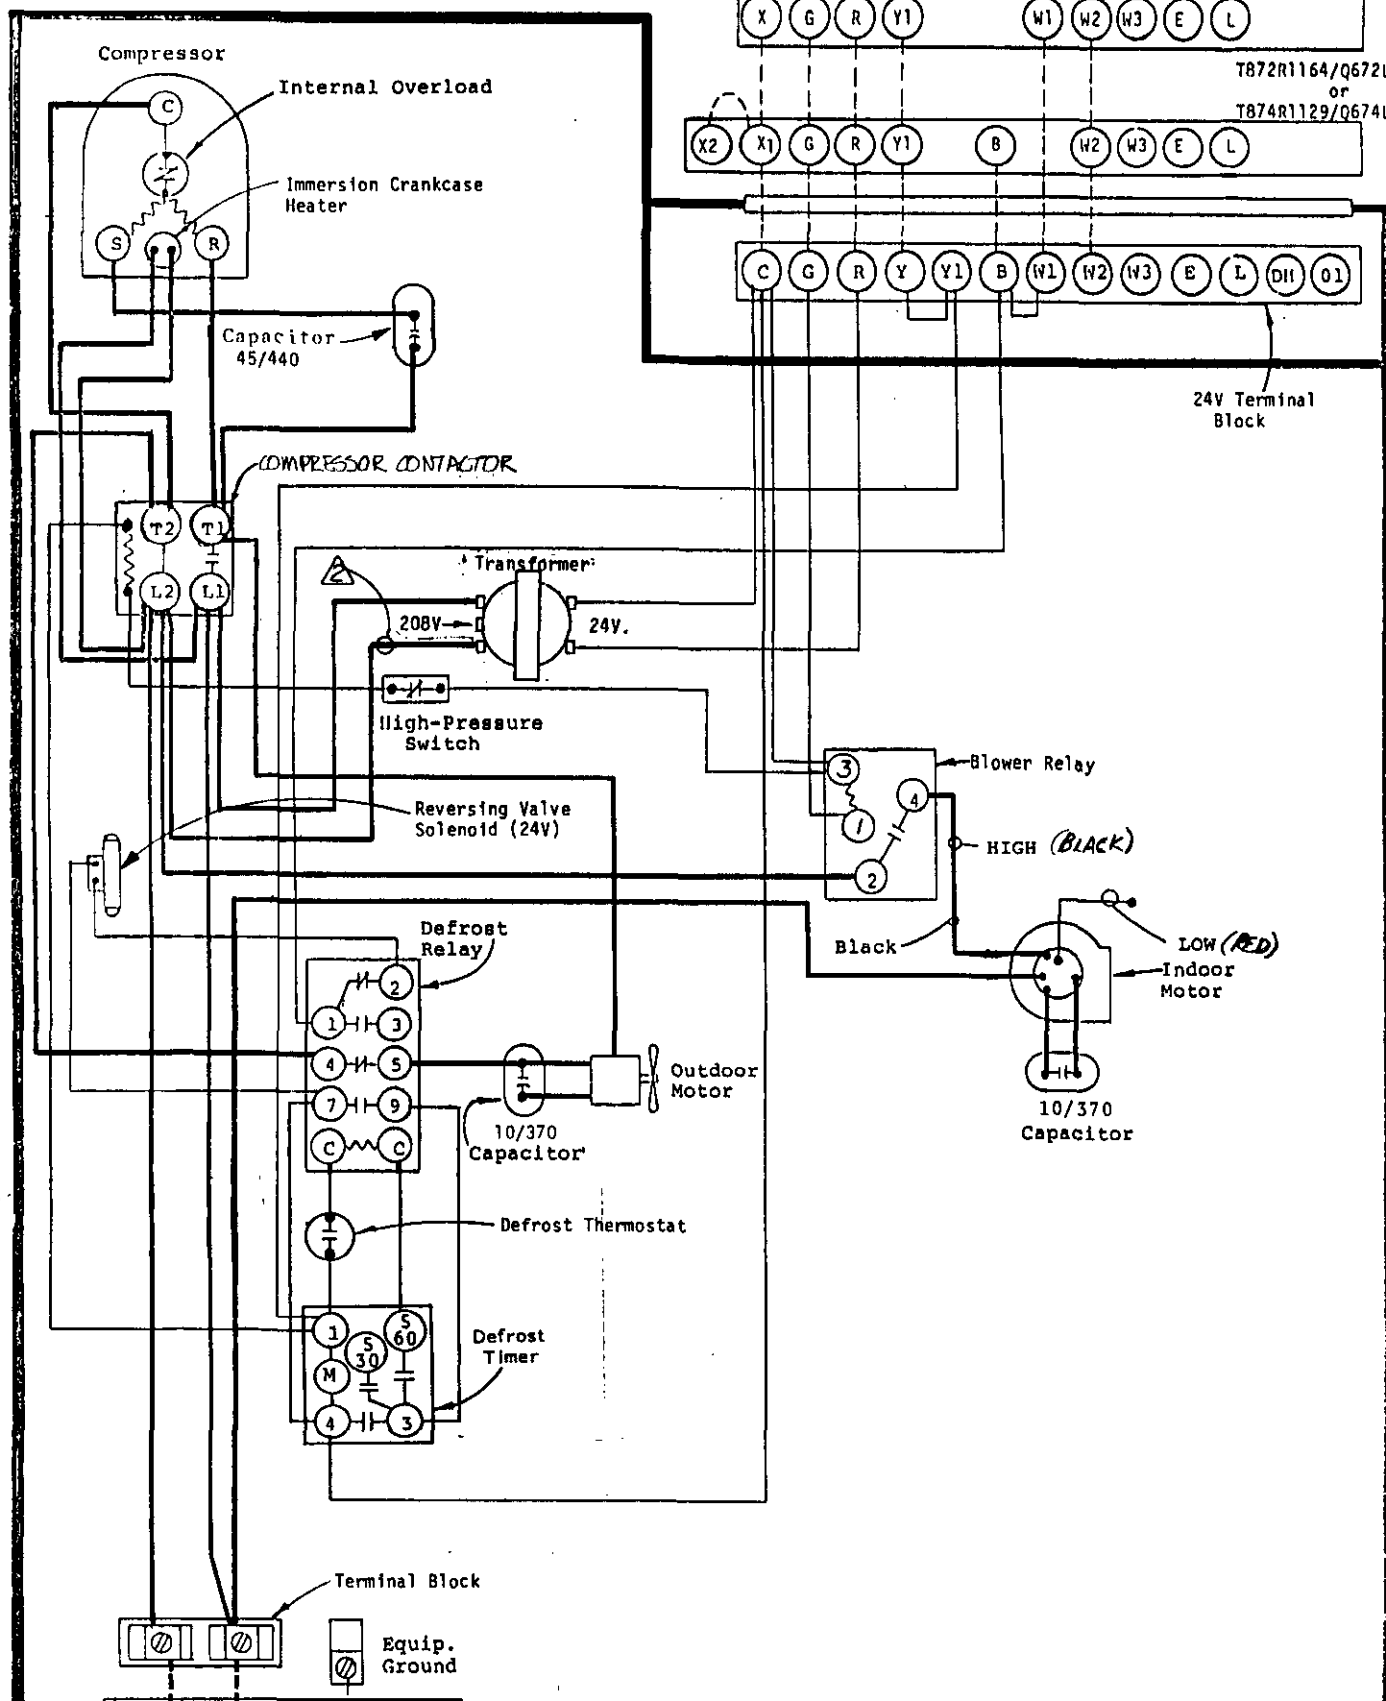 X G R Y1 W1 W2 W3 E L
T872R1164/Q672L
or
T874R1129/Q674L
X2 X1 G R Y1 B W2 W3 E L
C G R Y Y1 B W1 W2 W3 E L D11 O1
24V Terminal
Block
Compressor
Internal Overload
C
Immersion Crankcase
Heater
S R
Capacitor
45/440
COMPRESSOR CONTACTOR
T2 T1
L2 L1
2
Transformer
208V
24V.
High-Pressure
Switch
Reversing Valve
Solenoid (24V)
Blower Relay
3
4
1
2
HIGH (BLACK)
Black
LOW (RED)
Indoor
Motor
10/370
Capacitor
Defrost
Relay
2
1 3
4 5
7 9
C C
Outdoor
Motor
10/370
Capacitor
Defrost Thermostat
1
S
30
S
60
M
4 3
Defrost
Timer
Terminal Block
Equip.
Ground